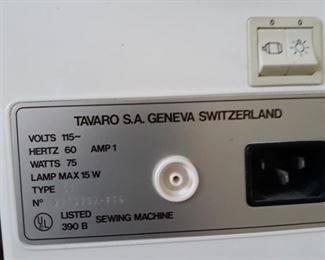 TAVARO S.A. GENEVA SWITZERLAND
VOLTS 115~
HERTZ 60 AMP 1
WATTS 75
LAMP MAX 15 W
TYPE
Nº
UL LISTED 390 B SEWING MACHINE